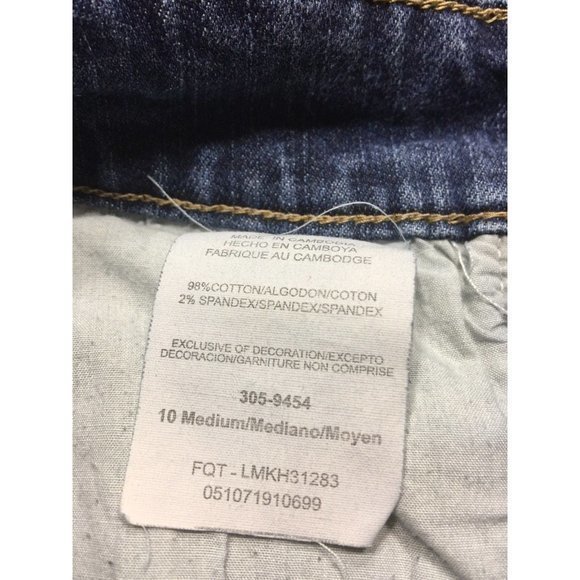 MADE IN CAMBODIA
HECHO EN CAMBOYA
FABRIQUE AU CAMBODGE
98%COTTON/ALGODON/COTON
2% SPANDEX/SPANDEX/SPANDEX
EXCLUSIVE OF DECORATION/EXCEPTO
DECORACION/GARNITURE NON COMPRISE
305-9454
10 Medium/Mediano/Moyen
FQT - LMKH31283
051071910699